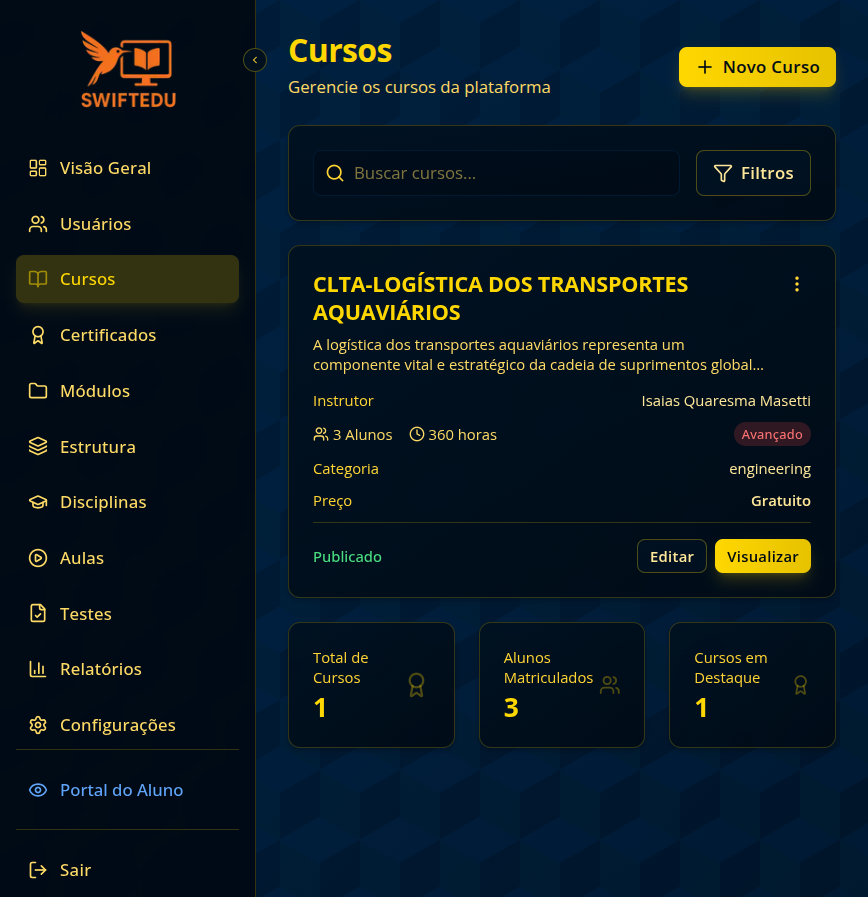 SWIFTEDU
Visão Geral
Usuários
Cursos
Certificados
Módulos
Estrutura
Disciplinas
Aulas
Testes
Relatórios
Configurações
Portal do Aluno
Sair
Cursos
Gerencie os cursos da plataforma
Novo Curso
Buscar cursos...
Filtros
CLTA-LOGÍSTICA DOS TRANSPORTES
AQUAVIÁRIOS
A logística dos transportes aquaviários representa um
componente vital e estratégico da cadeia de suprimentos global...
Instrutor Isaias Quaresma Masetti
3 Alunos 360 horas Avançado
Categoria engineering
Preço Gratuito
Publicado Editar Visualizar
Total de
Cursos
1
Alunos
Matriculados
3
Cursos em
Destaque
1